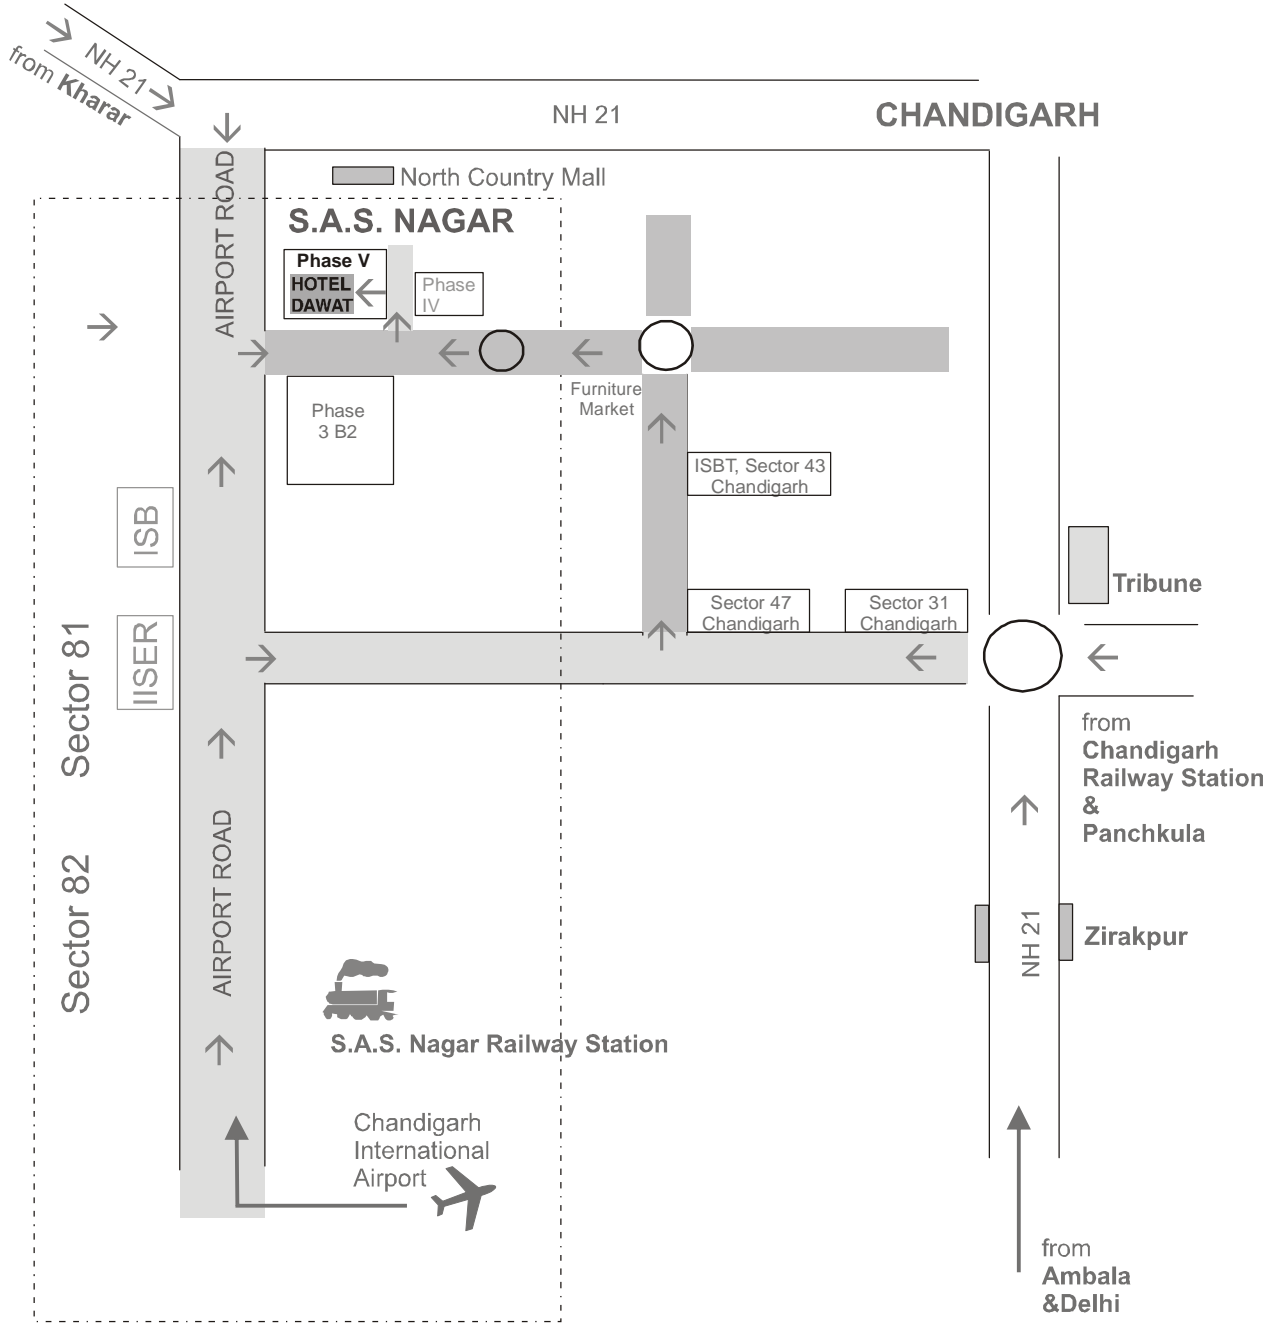 NH 21
from Kharar
NH 21
CHANDIGARH
AIRPORT ROAD
North Country Mall
S.A.S. NAGAR
Phase V
HOTEL
DAWAT
Phase
IV
Furniture
Market
Phase
3 B2
ISBT, Sector 43
Chandigarh
ISB
Tribune
Sector 47
Chandigarh
Sector 31
Chandigarh
IISER
Sector 81
from
Chandigarh
Railway Station
&
Panchkula
AIRPORT ROAD
Sector 82
NH 21
Zirakpur
S.A.S. Nagar Railway Station
Chandigarh
International
Airport
from
Ambala
&Delhi